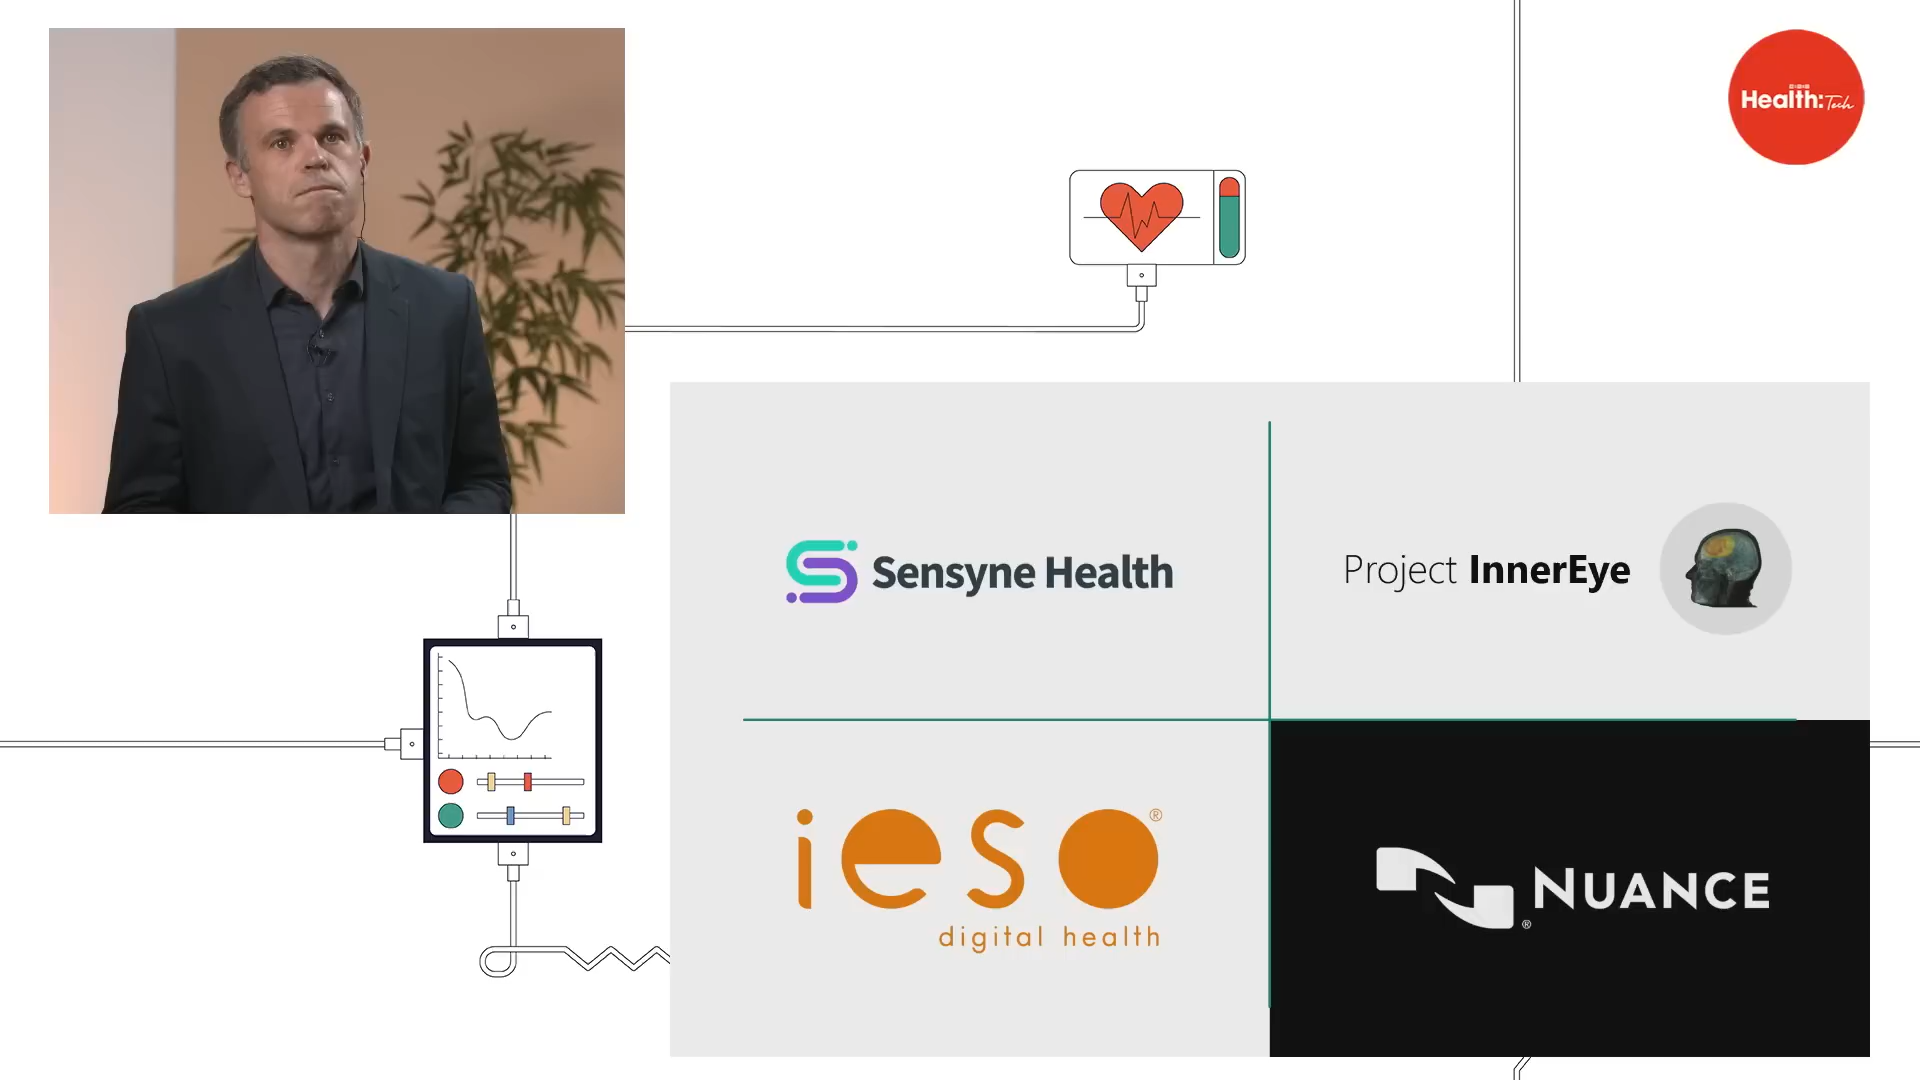 Health:Tech
Sensyne Health
Project InnerEye
ieso®
digital health
NUANCE®